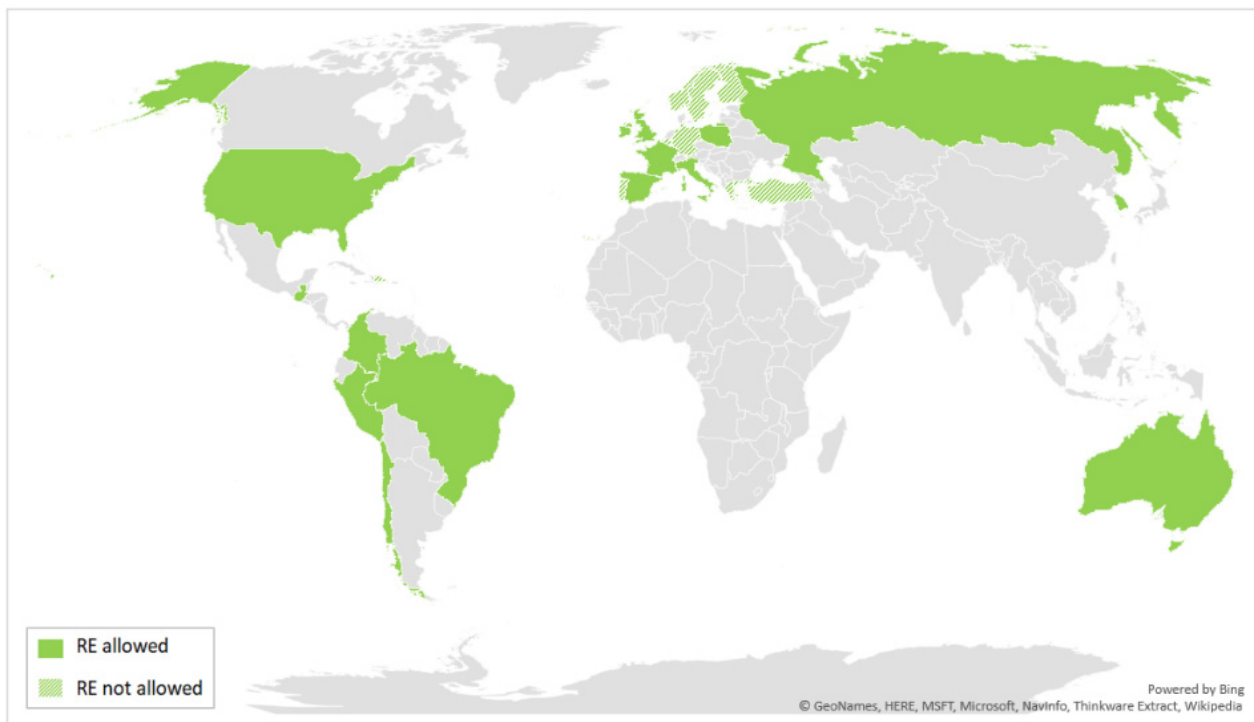 RE allowed
RE not allowed
Powered by Bing
© GeoNames, HERE, MSFT, Microsoft, NavInfo, Thinkware Extract, Wikipedia